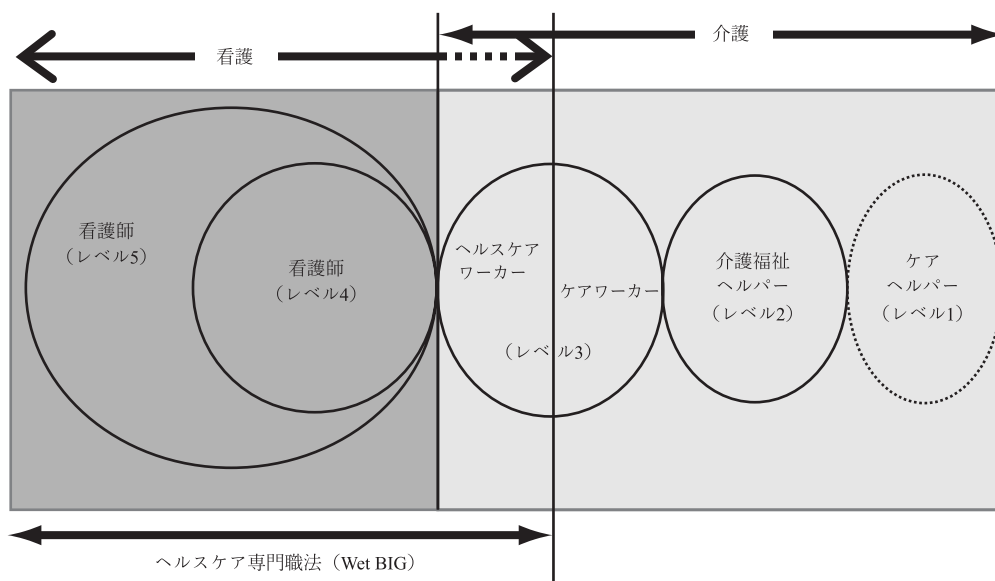 介護
看護
看護師
（レベル5）
看護師
（レベル4）
ヘルスケア
ワーカー
ケアワーカー
（レベル3）
介護福祉
ヘルパー
（レベル2）
ケア
ヘルパー
（レベル1）
ヘルスケア専門職法（Wet BIG）